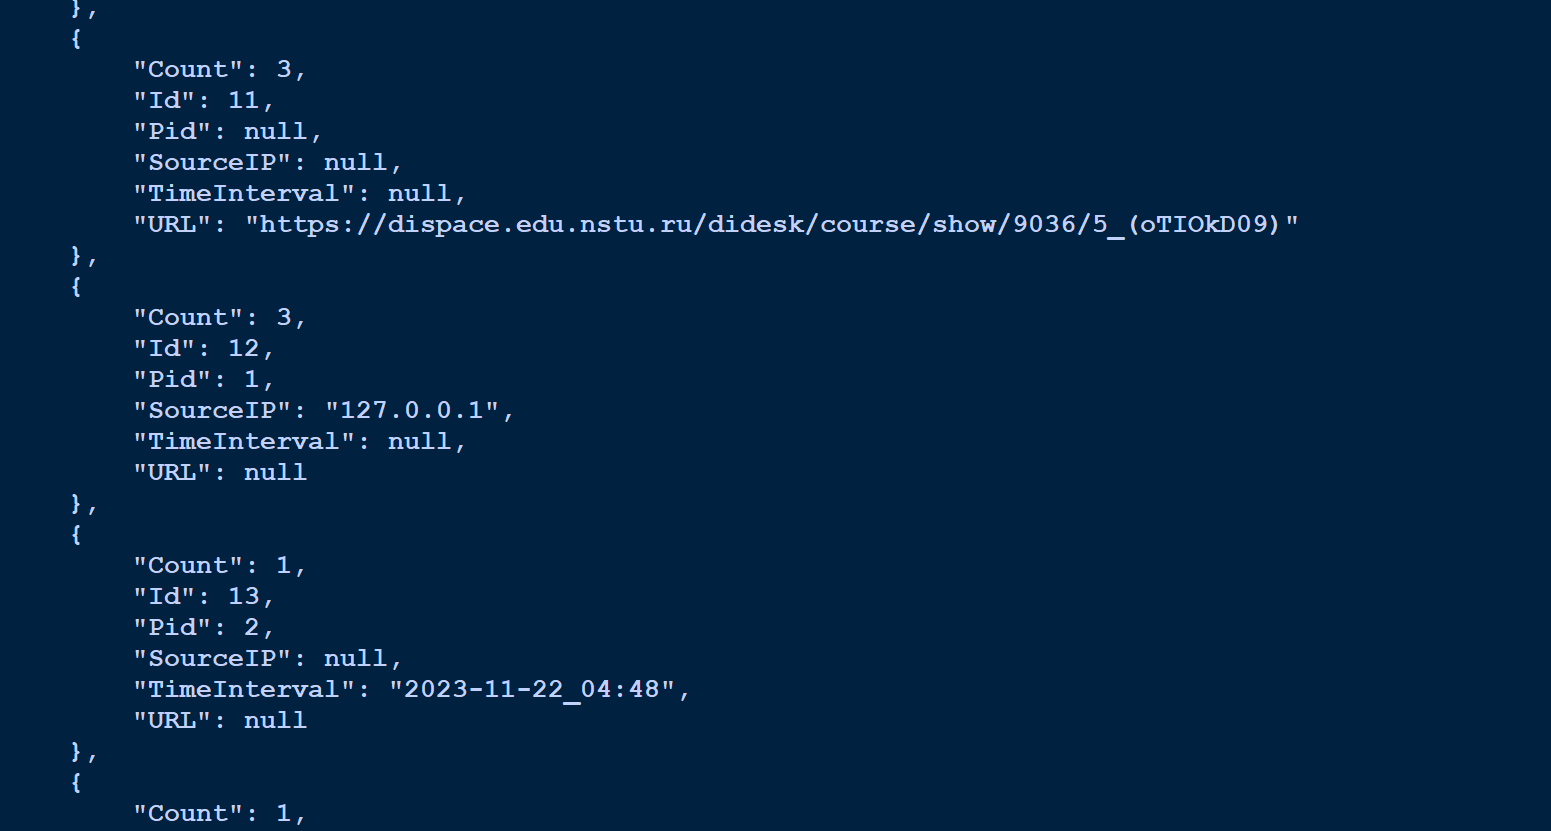 },
{
"Count": 3,
"Id": 11,
"Pid": null,
"SourceIP": null,
"TimeInterval": null,
"URL": "https://dispace.edu.nstu.ru/didesk/course/show/9036/5_(oTIOkD09)"
},
{
"Count": 3,
"Id": 12,
"Pid": 1,
"SourceIP": "127.0.0.1",
"TimeInterval": null,
"URL": null
},
{
"Count": 1,
"Id": 13,
"Pid": 2,
"SourceIP": null,
"TimeInterval": "2023-11-22_04:48",
"URL": null
},
{
"Count": 1,